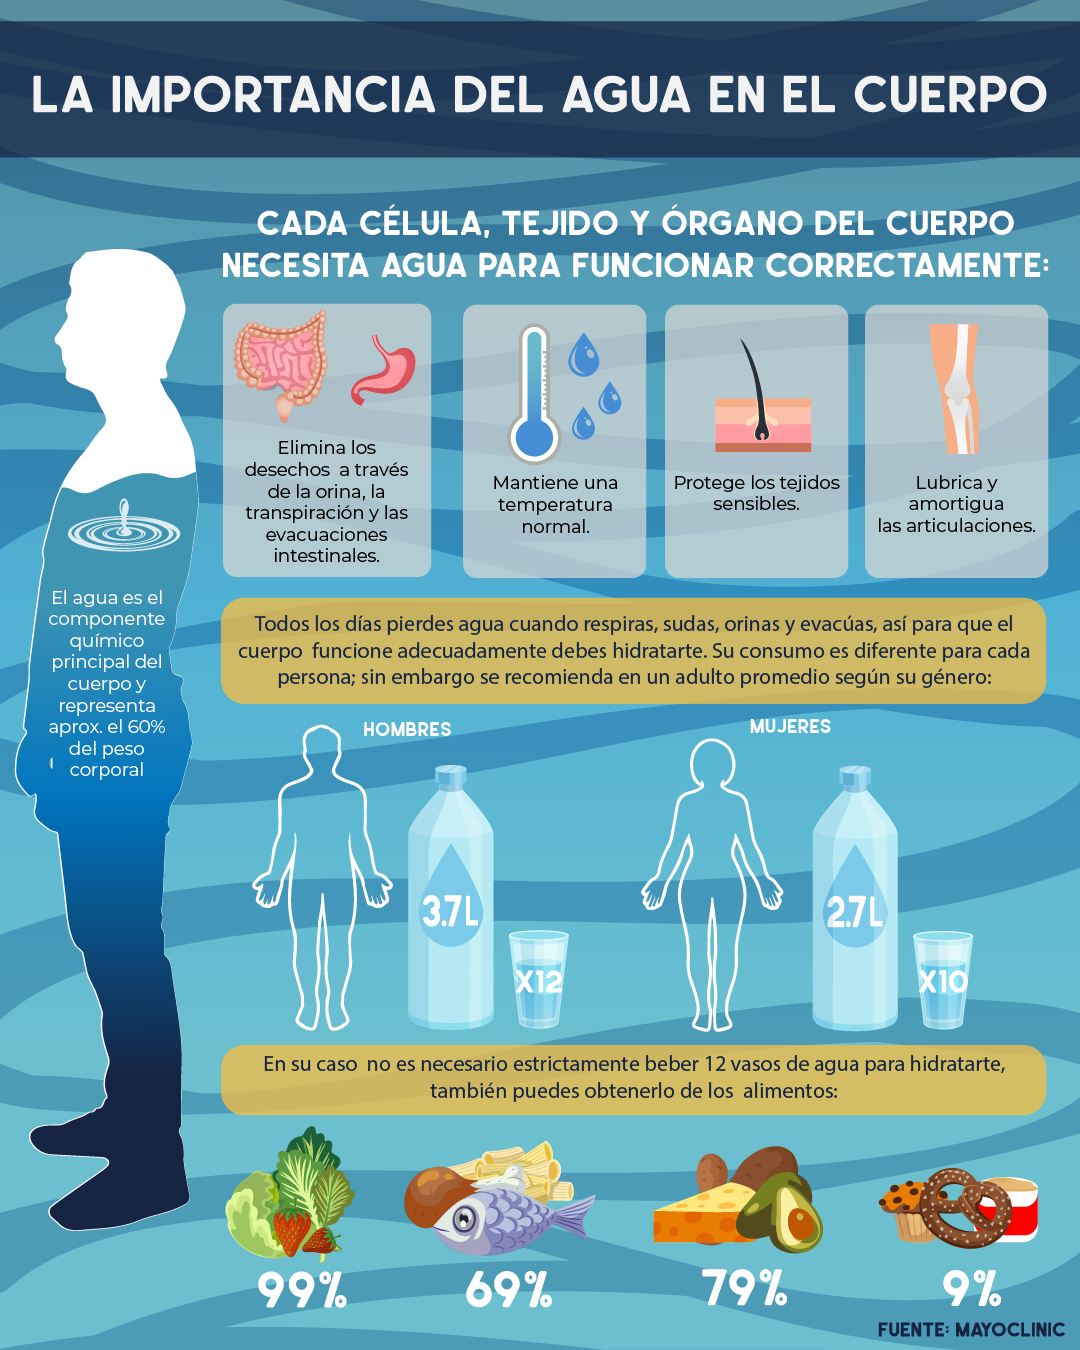 LA IMPORTANCIA DEL AGUA EN EL CUERPO
CADA CÉLULA, TEJIDO Y ÓRGANO DEL CUERPO
NECESITA AGUA PARA FUNCIONAR CORRECTAMENTE:
Elimina los
desechos a través
de la orina, la
transpiración y las
evacuaciones
intestinales.
Mantiene una
temperatura
normal.
Protege los tejidos
sensibles.
Lubrica y
amortigua
las articulaciones.
El agua es el
componente
químico
principal del
cuerpo y
representa
aprox. el 60%
del peso
corporal
Todos los días pierdes agua cuando respiras, sudas, orinas y evacúas, así para que el
cuerpo funcione adecuadamente debes hidratarte. Su consumo es diferente para cada
persona; sin embargo se recomienda en un adulto promedio según su género:
HOMBRES
3.7L
X12
MUJERES
2.7L
X10
En su caso no es necesario estrictamente beber 12 vasos de agua para hidratarte,
también puedes obtenerlo de los alimentos:
99%
69%
79%
9%
FUENTE: MAYOCLINIC